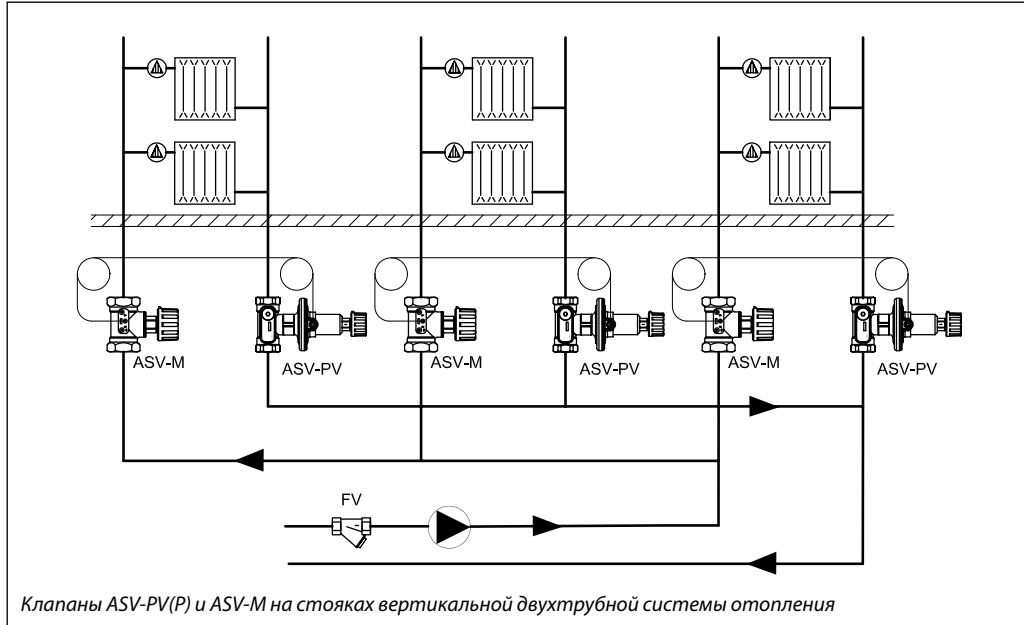 ASV-M
ASV-PV
ASV-M
ASV-PV
ASV-M
ASV-PV
FV
Клапаны ASV-PV(P) и ASV-M на стояках вертикальной двухтрубной системы отопления